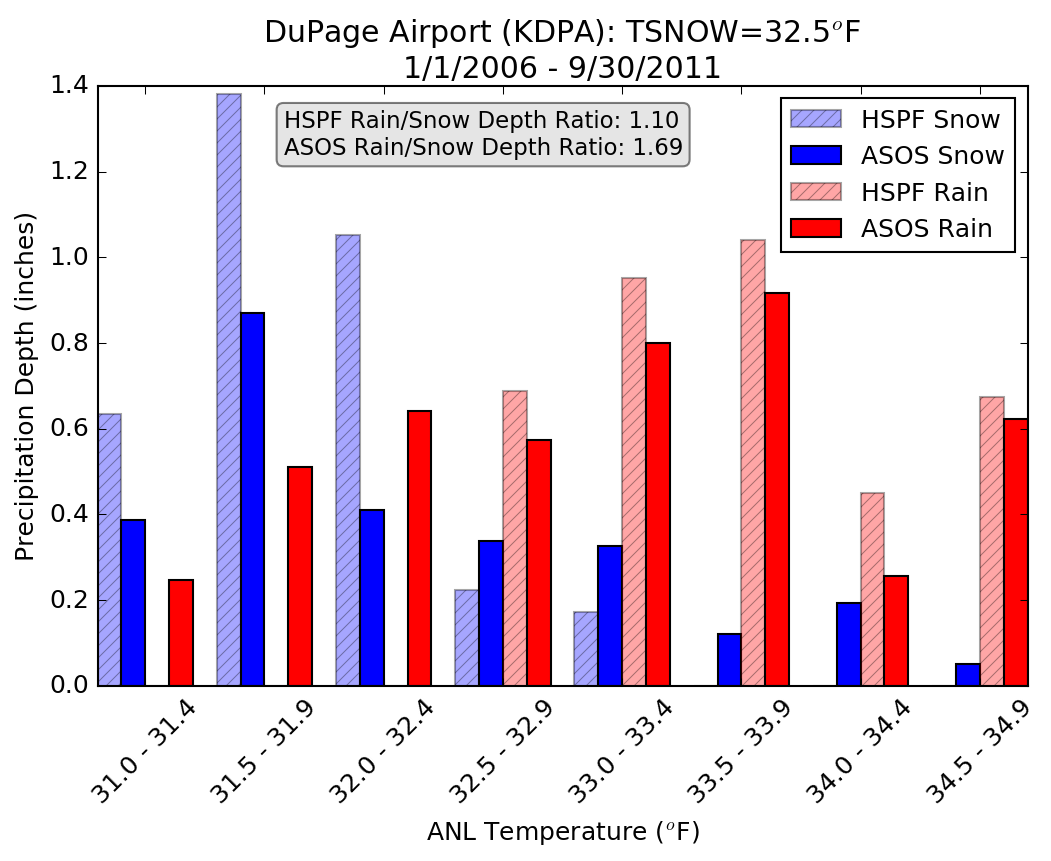 DuPage Airport (KDPA): TSNOW=32.5°F
1/1/2006 - 9/30/2011
HSPF Rain/Snow Depth Ratio: 1.10
ASOS Rain/Snow Depth Ratio: 1.69
HSPF Snow
ASOS Snow
HSPF Rain
ASOS Rain
Precipitation Depth (inches)
1.4
1.2
1.0
0.8
0.6
0.4
0.2
0.0
31.0 - 31.4
31.5 - 31.9
32.0 - 32.4
32.5 - 32.9
33.0 - 33.4
33.5 - 33.9
34.0 - 34.4
34.5 - 34.9
ANL Temperature (°F)